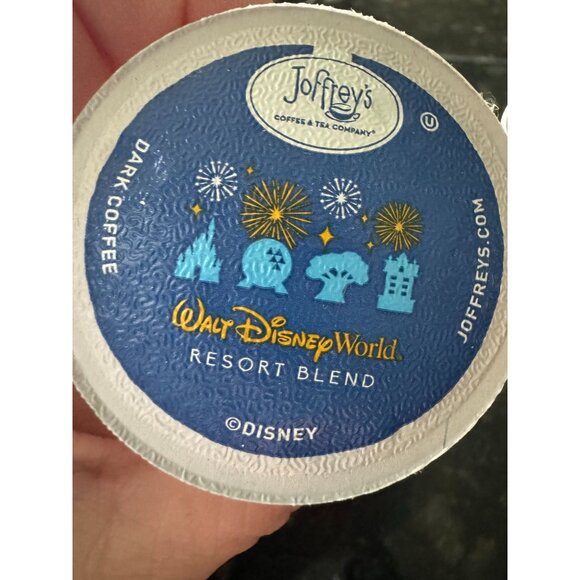 Joffrey's
COFFEE & TEA COMPANY®
U
DARK COFFEE
JOFFREYS.COM
WALT DISNEY World
RESORT BLEND
©DISNEY